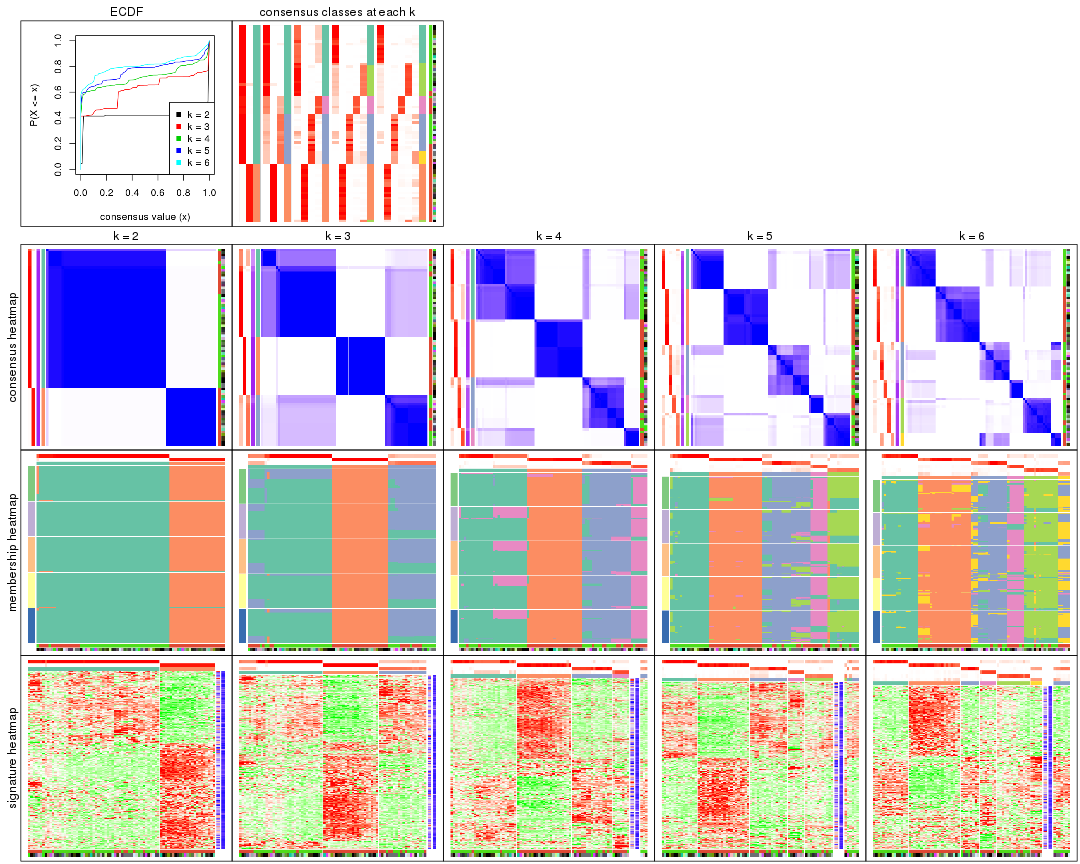 ECDF
consensus classes at each k
P(X <= x)
0.0 0.2 0.4 0.6 0.8 1.0
k = 2
k = 3
k = 4
k = 5
k = 6
0.0 0.2 0.4 0.6 0.8 1.0
consensus value (x)
k = 2
k = 3
k = 4
k = 5
k = 6
consensus heatmap
membership heatmap
signature heatmap